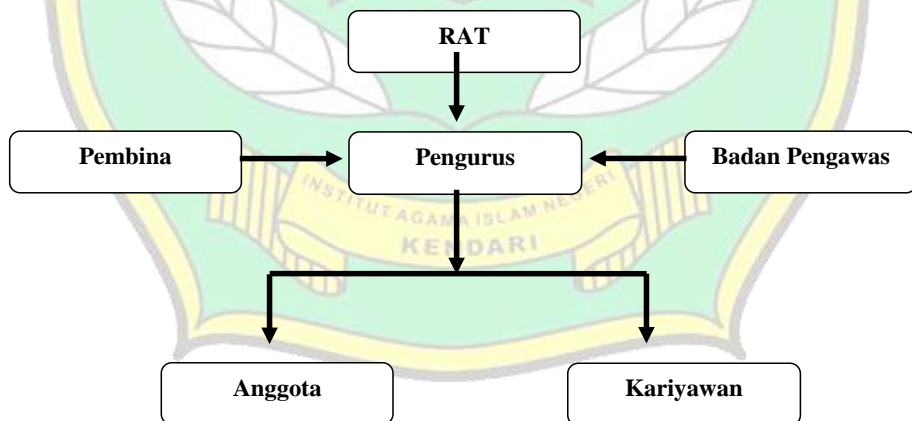 RAT
Pembina
Pengurus
Badan Pengawas
INSTITUT AGAMA ISLAM NEGERI
KENDARI
Anggota
Kariyawan